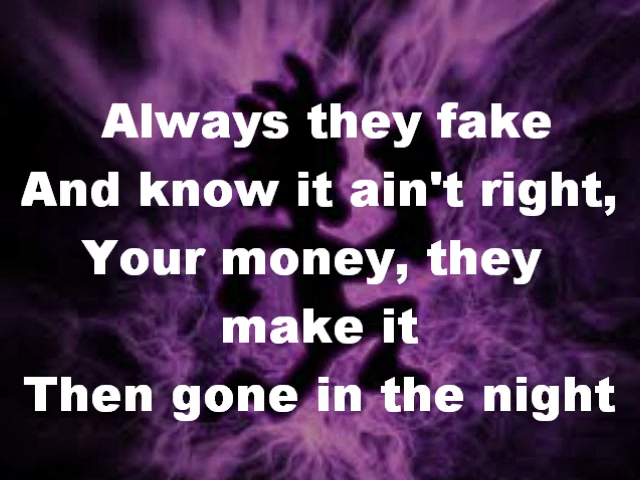 Always they fake
And know it ain't right,
Your money, they
make it
Then gone in the night